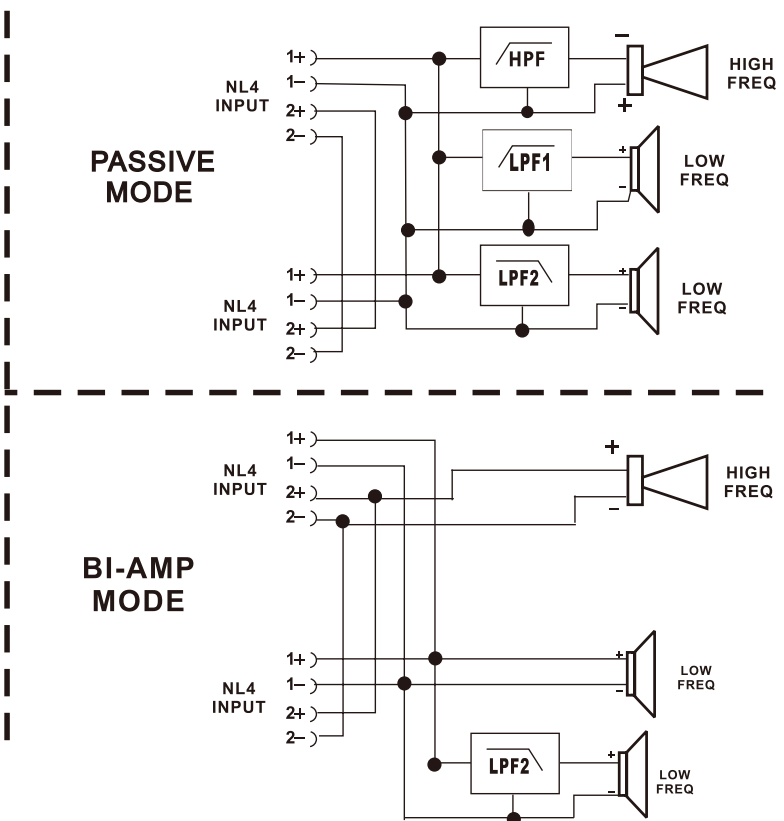 PASSIVE
MODE
NL4
INPUT
1+
1–
2+
2–
HPF
–
+
HIGH
FREQ
LPF1
+
–
LOW
FREQ
NL4
INPUT
1+
1–
2+
2–
LPF2
+
–
LOW
FREQ
BI-AMP
MODE
NL4
INPUT
1+
1–
2+
2–
+
–
HIGH
FREQ
NL4
INPUT
1+
1–
2+
2–
+
–
LOW
FREQ
LPF2
+
–
LOW
FREQ